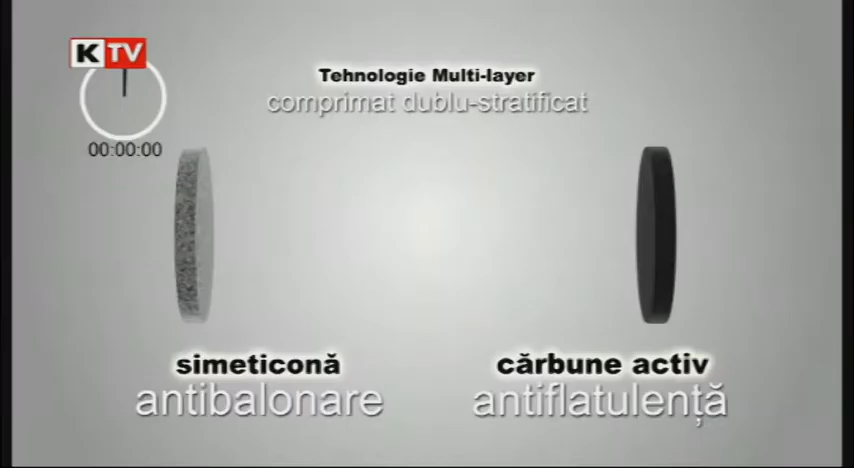 KTV
Tehnologie Multi-layer
comprimat dublu-stratificat
00:00:00
simeticonă
antibalonare
cărbune activ
antiflatulență